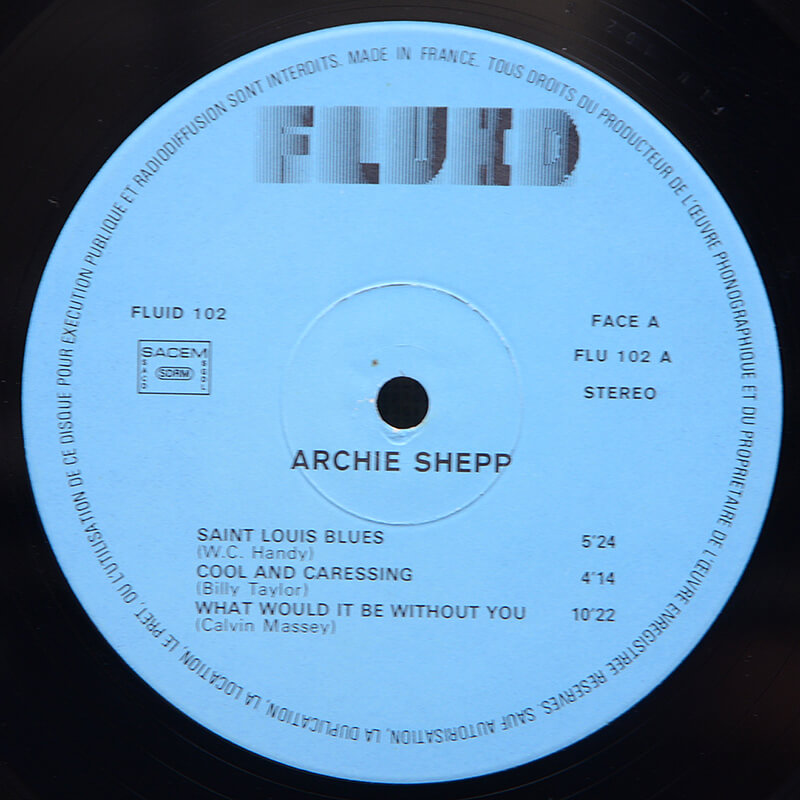 MADE IN FRANCE. TOUS DROITS DU PRODUCTEUR DE L'ŒUVRE PHONOGRAPHIQUE ET DU PROPRIETAIRE DE L'ŒUVRE ENREGISTREE RESERVES. SAUF AUTORISATION, LA DUPLICATION, LA LOCATION, LE PRET, OU L'UTILISATION DE CE DISQUE POUR EXECUTION PUBLIQUE ET RADIODIFFUSION SONT INTERDITS.
FLUID
FLUID 102
FACE A
SACEM
SACD
SDRM
SGDL
FLU 102 A
STEREO
ARCHIE SHEPP
SAINT LOUIS BLUES 5'24
(W.C. Handy)
COOL AND CARESSING 4'14
(Billy Taylor)
WHAT WOULD IT BE WITHOUT YOU 10'22
(Calvin Massey)